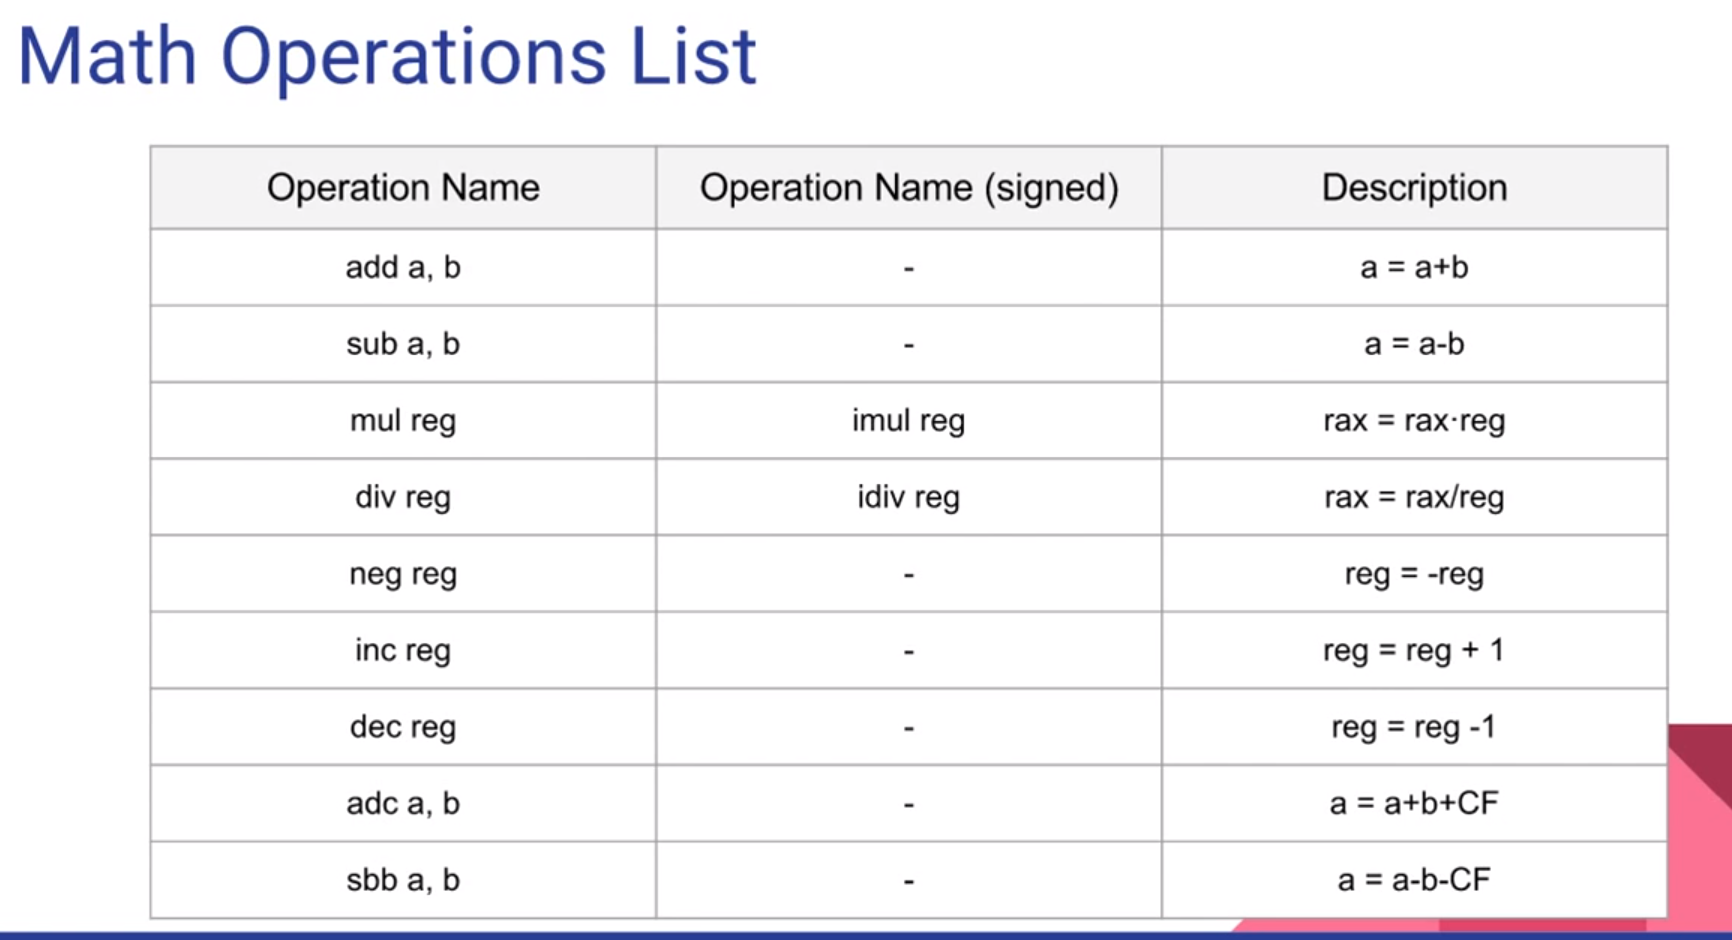 Math Operations List
Operation Name Operation Name (signed) Description
add a, b - a = a+b
sub a, b - a = a-b
mul reg imul reg rax = rax·reg
div reg idiv reg rax = rax/reg
neg reg - reg = -reg
inc reg - reg = reg + 1
dec reg - reg = reg -1
adc a, b - a = a+b+CF
sbb a, b - a = a-b-CF